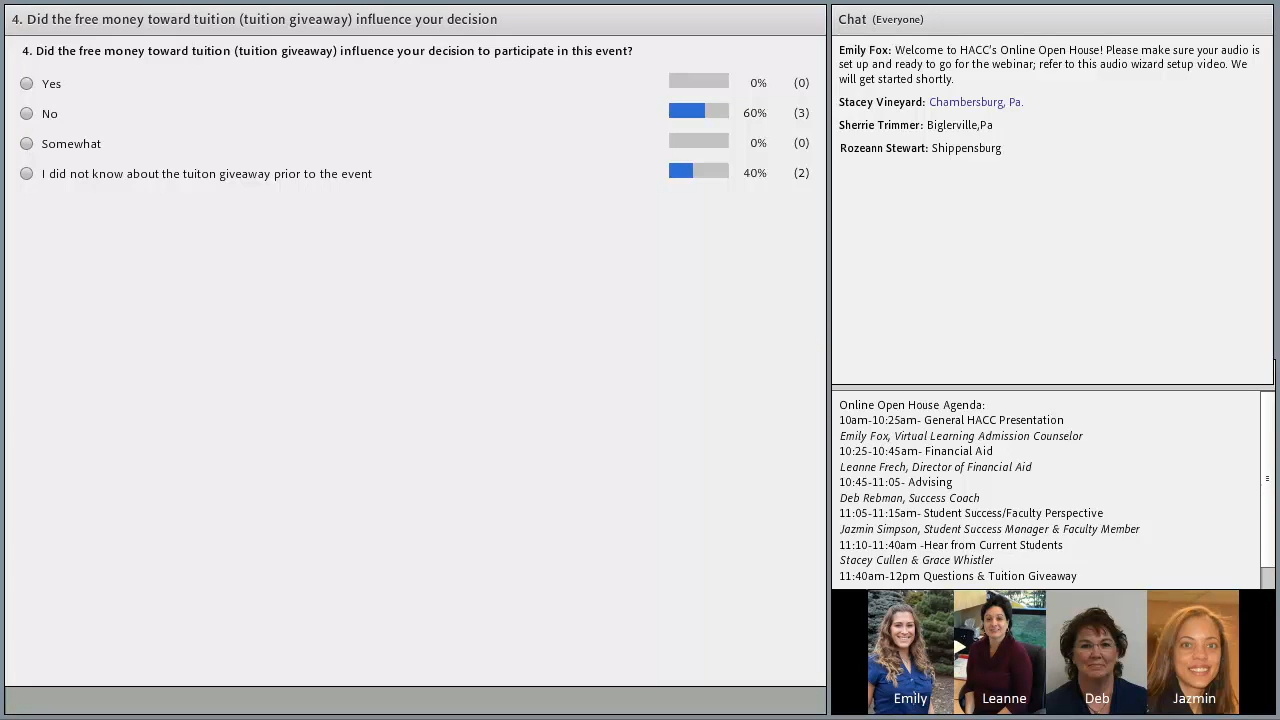 4. Did the free money toward tuition (tuition giveaway) influence your decision
4. Did the free money toward tuition (tuition giveaway) influence your decision to participate in this event?
Yes 0% (0)
No 60% (3)
Somewhat 0% (0)
I did not know about the tuiton giveaway prior to the event 40% (2)
Chat (Everyone)
Emily Fox: Welcome to HACC's Online Open House! Please make sure your audio is
set up and ready to go for the webinar; refer to this audio wizard setup video. We
will get started shortly.
Stacey Vineyard: Chambersburg, Pa.
Sherrie Trimmer: Biglerville,Pa
Rozeann Stewart: Shippensburg
Online Open House Agenda:
10am-10:25am- General HACC Presentation
Emily Fox, Virtual Learning Admission Counselor
10:25-10:45am- Financial Aid
Leanne Frech, Director of Financial Aid
10:45-11:05- Advising
Deb Rebman, Success Coach
11:05-11:15am- Student Success/Faculty Perspective
Jazmin Simpson, Student Success Manager & Faculty Member
11:10-11:40am -Hear from Current Students
Stacey Cullen & Grace Whistler
11:40am-12pm Questions & Tuition Giveaway
Emily Leanne Deb Jazmin